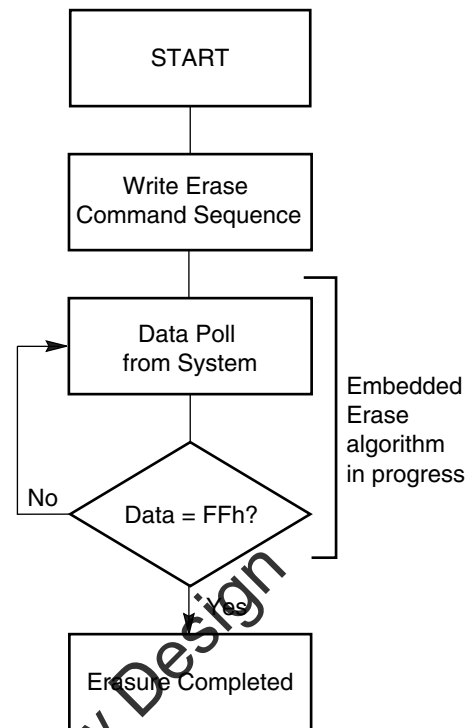 START
Write Erase
Command Sequence
Data Poll
from System
Embedded
Erase
algorithm
in progress
No
Data = FFh?
Yes
Erasure Completed
Design